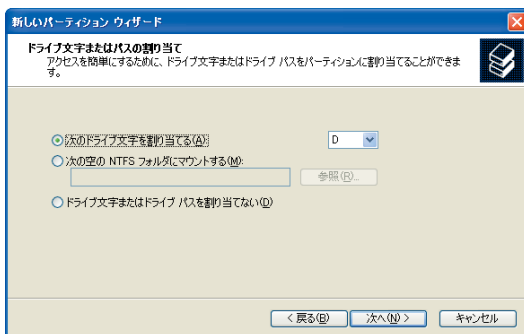 新しいパーティション ウィザード
ドライブ文字またはパスの割り当て
アクセスを簡単にするために、ドライブ文字またはドライブ パスをパーティションに割り当てることができま
す。
次のドライブ文字を割り当てる(A):
D
次の空の NTFS フォルダにマウントする(M):
参照(R)...
ドライブ文字またはドライブ パスを割り当てない(D)
< 戻る(B)
次へ(N) >
キャンセル